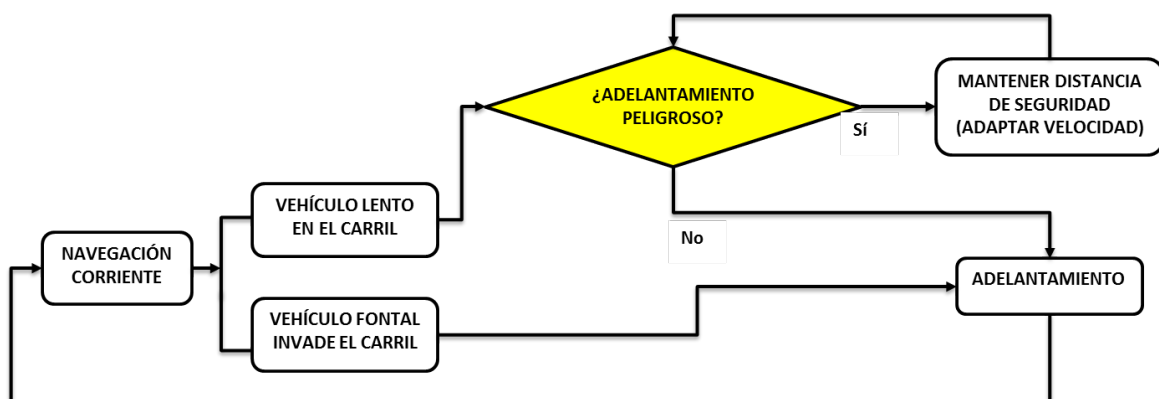 ¿ADELANTAMIENTO
PELIGROSO?
Sí
MANTENER DISTANCIA
DE SEGURIDAD
(ADAPTAR VELOCIDAD)
VEHÍCULO LENTO
EN EL CARRIL
No
NAVEGACIÓN
CORRIENTE
ADELANTAMIENTO
VEHÍCULO FONTAL
INVADE EL CARRIL